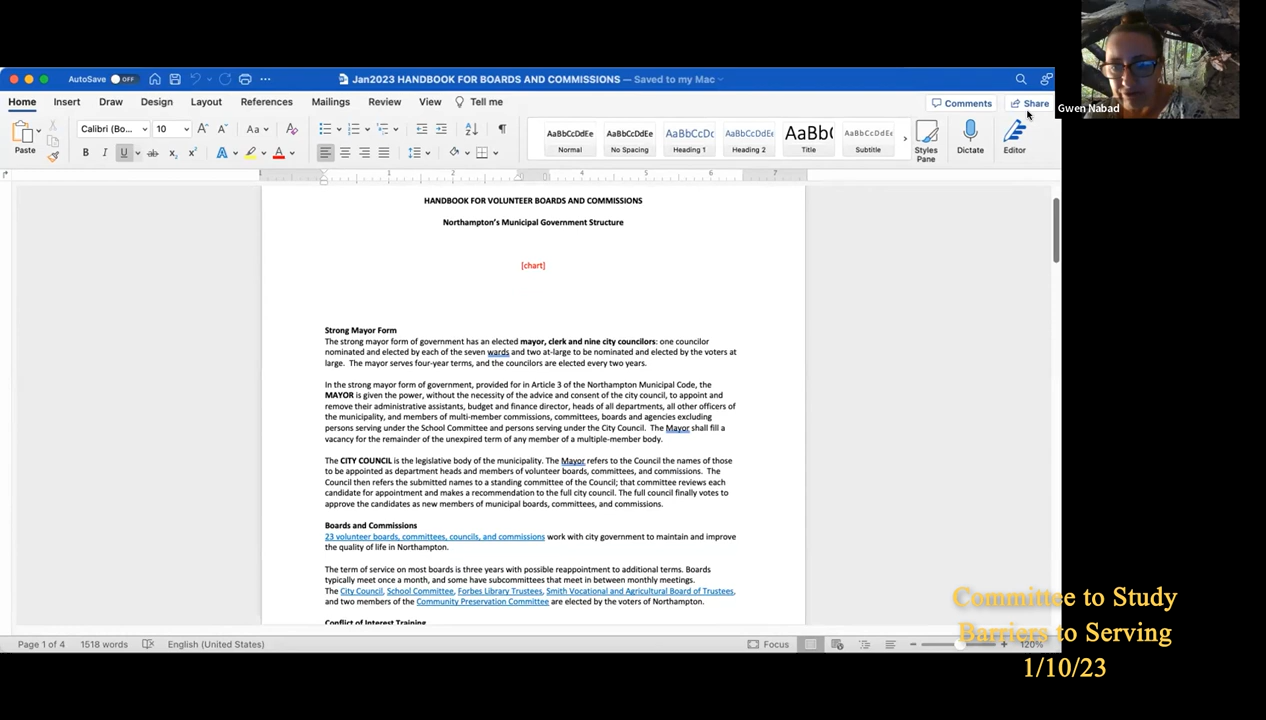 AutoSave OFF
Jan2023 HANDBOOK FOR BOARDS AND COMMISSIONS — Saved to my Mac
Home Insert Draw Design Layout References Mailings Review View Tell me
Comments Share
Gwen Nabad
Paste
Calibri (Bo... 10
AaBbCcDdEe AaBbCcDdEe AaBbCcDc AaBbCcDdEe AaBb( AaBbCcDdEe
Normal No Spacing Heading 1 Heading 2 Title Subtitle
Styles Pane
Dictate
Editor
1 1 2 4 5 6 7
HANDBOOK FOR VOLUNTEER BOARDS AND COMMISSIONS
Northampton's Municipal Government Structure
[chart]
Strong Mayor Form
The strong mayor form of government has an elected mayor, clerk and nine city councilors: one councilor
nominated and elected by each of the seven wards and two at-large to be nominated and elected by the voters at
large. The mayor serves four-year terms, and the councilors are elected every two years.
In the strong mayor form of government, provided for in Article 3 of the Northampton Municipal Code, the
MAYOR is given the power, without the necessity of the advice and consent of the city council, to appoint and
remove their administrative assistants, budget and finance director, heads of all departments, all other officers of
the municipality, and members of multi-member commissions, committees, boards and agencies excluding
persons serving under the School Committee and persons serving under the City Council. The Mayor shall fill a
vacancy for the remainder of the unexpired term of any member of a multiple-member body.
The CITY COUNCIL is the legislative body of the municipality. The Mayor refers to the Council the names of those
to be appointed as department heads and members of volunteer boards, committees, and commissions. The
Council then refers the submitted names to a standing committee of the Council; that committee reviews each
candidate for appointment and makes a recommendation to the full city council. The full council finally votes to
approve the candidates as new members of municipal boards, committees, and commissions.
Boards and Commissions
23 volunteer boards, committees, councils, and commissions work with city government to maintain and improve
the quality of life in Northampton.
The term of service on most boards is three years with possible reappointment to additional terms. Boards
typically meet once a month, and some have subcommittees that meet in between monthly meetings.
The City Council, School Committee, Forbes Library Trustees, Smith Vocational and Agricultural Board of Trustees,
and two members of the Community Preservation Committee are elected by the voters of Northampton.
Conflict of Interest Training
Page 1 of 4 1518 words English (United States) Focus 120%
Committee to Study
Barriers to Serving
1/10/23